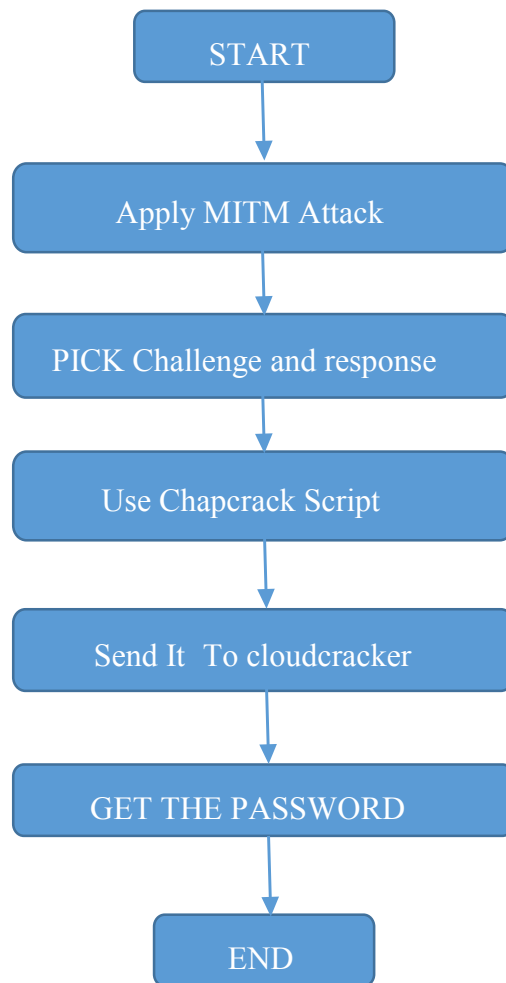 START
Apply MITM Attack
PICK Challenge and response
Use Chapcrack Script
Send It To cloudcracker
GET THE PASSWORD
END